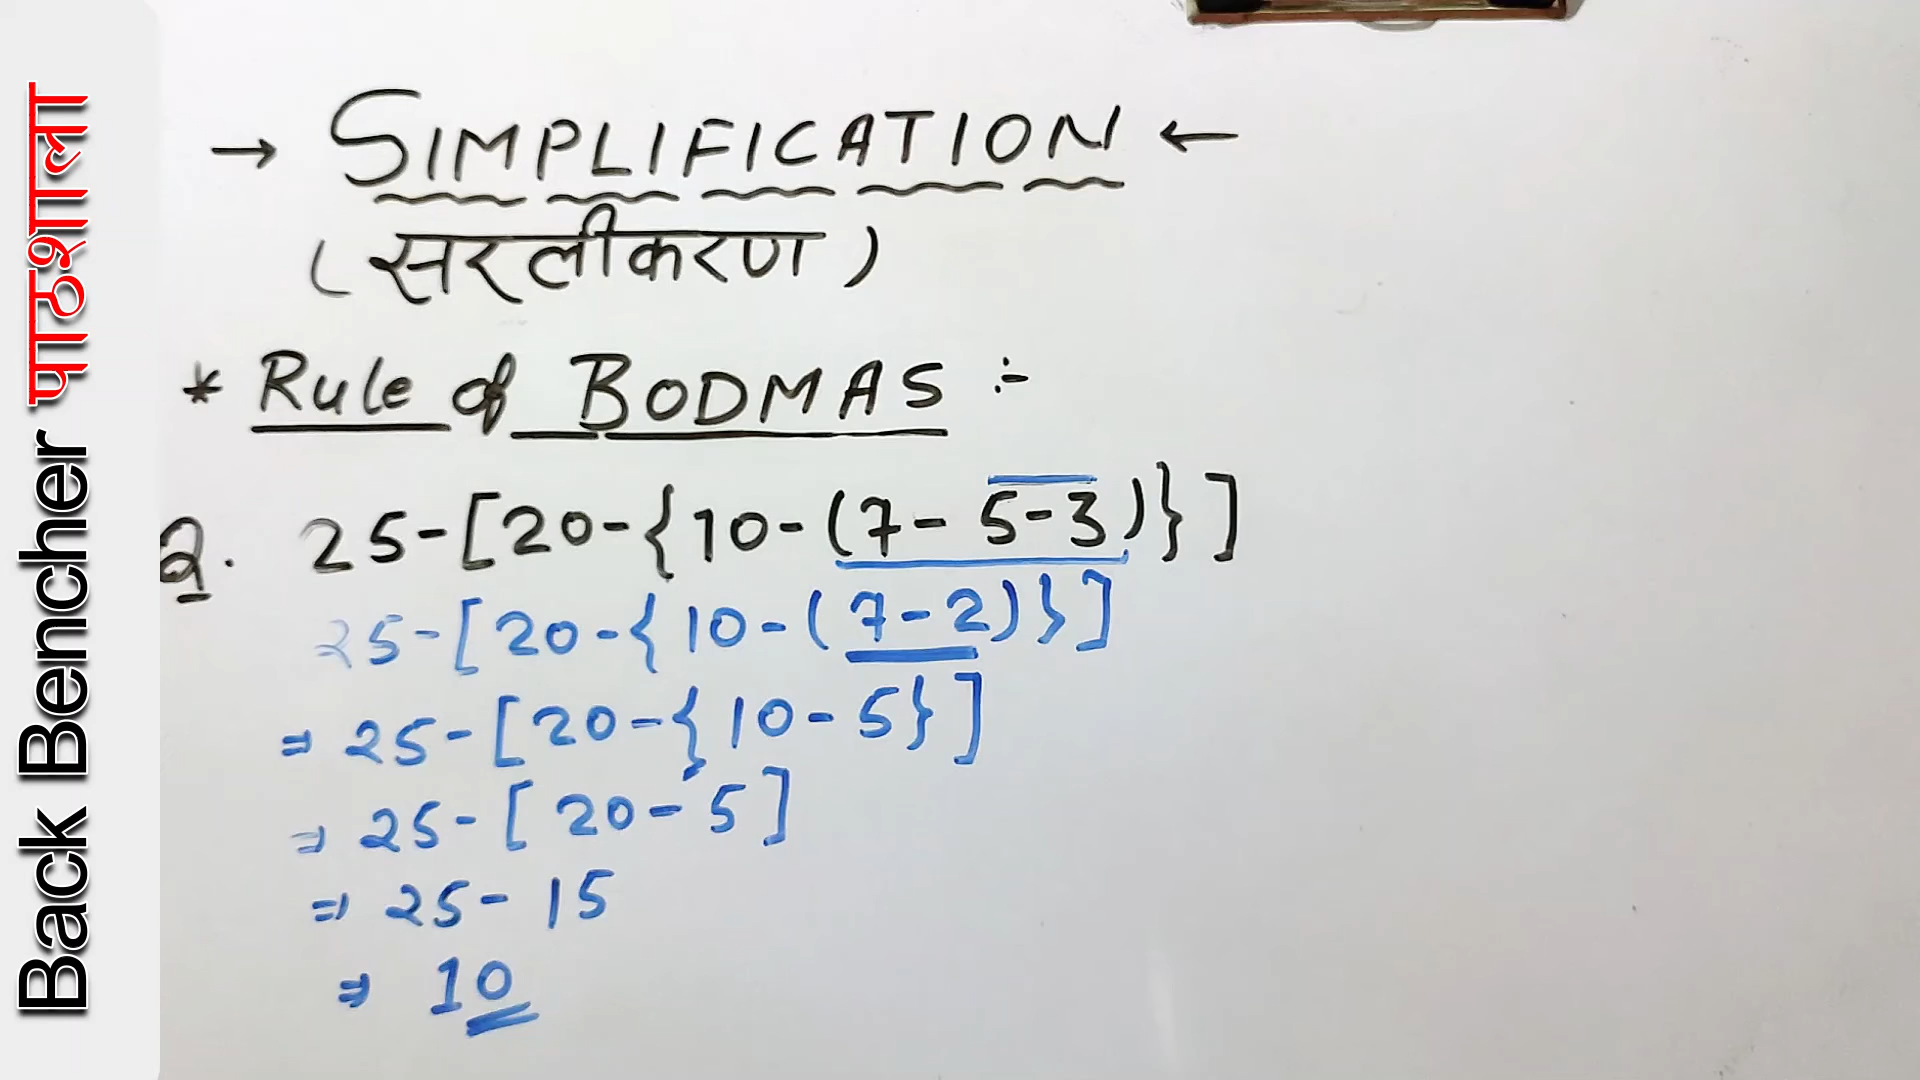 Back Bencher पाठशाला
→ SIMPLIFICATION ←
(सरलीकरण)
* Rule of BODMAS :-
Q. 25-[20-{10-(7-5-3)}]
25-[20-{10-(7-2)}]
⇒ 25-[20-{10-5}]
⇒ 25-[20-5]
⇒ 25-15
⇒ 10